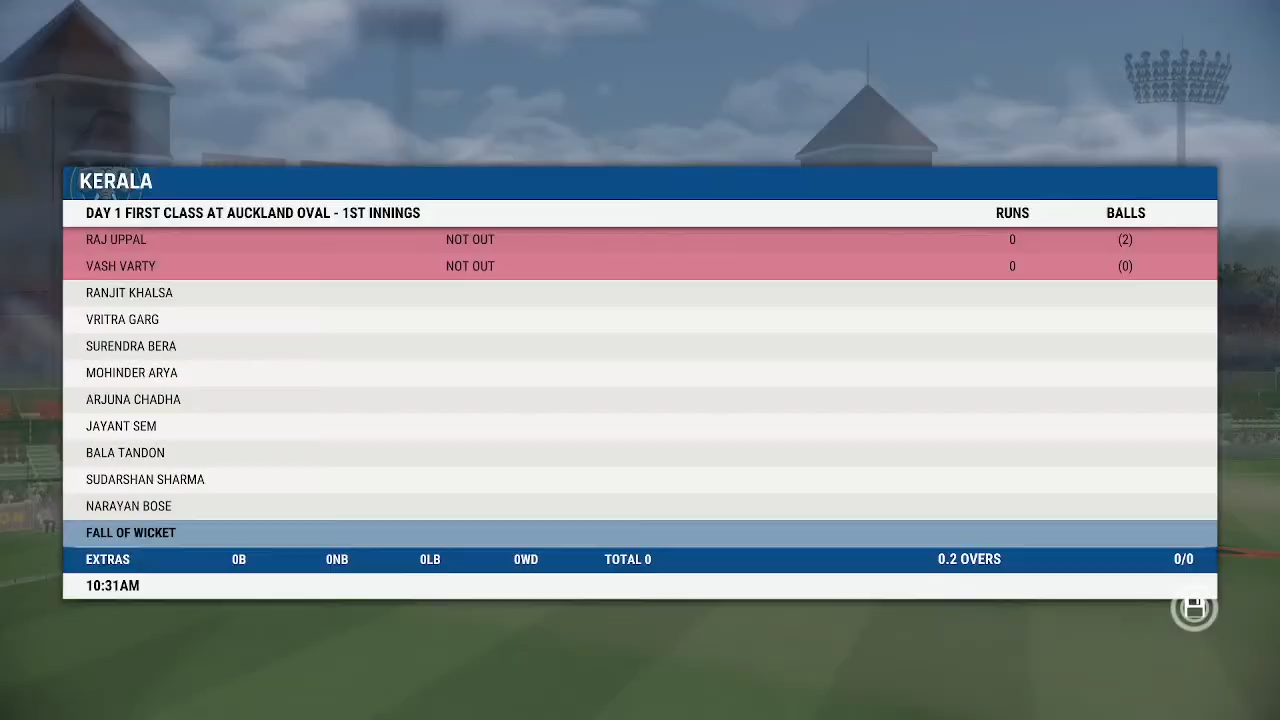 KERALA
DAY 1 FIRST CLASS AT AUCKLAND OVAL - 1ST INNINGS RUNS BALLS
RAJ UPPAL NOT OUT 0 (2)
VASH VARTY NOT OUT 0 (0)
RANJIT KHALSA
VRITRA GARG
SURENDRA BERA
MOHINDER ARYA
ARJUNA CHADHA
JAYANT SEM
BALA TANDON
SUDARSHAN SHARMA
NARAYAN BOSE
FALL OF WICKET
EXTRAS 0B 0NB 0LB 0WD TOTAL 0 0.2 OVERS 0/0
10:31AM